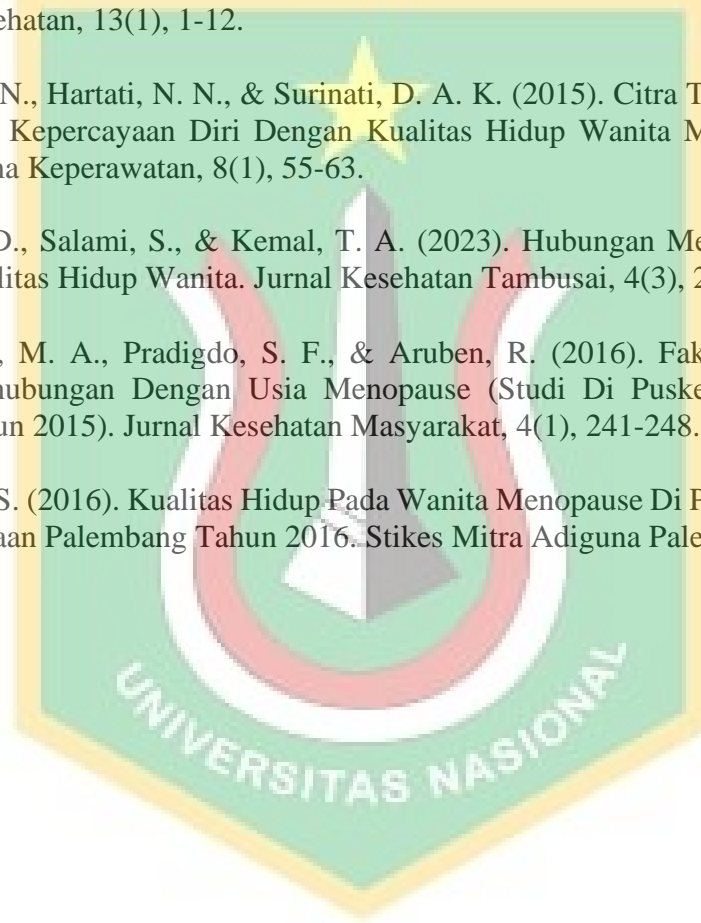 ehatan, 13(1), 1-12.
N., Hartati, N. N., & Surinati, D. A. K. (2015). Citra T
Kepercayaan Diri Dengan Kualitas Hidup Wanita M
na Keperawatan, 8(1), 55-63.
D., Salami, S., & Kemal, T. A. (2023). Hubungan Me
litas Hidup Wanita. Jurnal Kesehatan Tambusai, 4(3), 2
, M. A., Pradigdo, S. F., & Aruben, R. (2016). Fak
hubungan Dengan Usia Menopause (Studi Di Puske
un 2015). Jurnal Kesehatan Masyarakat, 4(1), 241-248.
S. (2016). Kualitas Hidup Pada Wanita Menopause Di P
aan Palembang Tahun 2016. Stikes Mitra Adiguna Pale
UNIVERSITAS NASIONAL